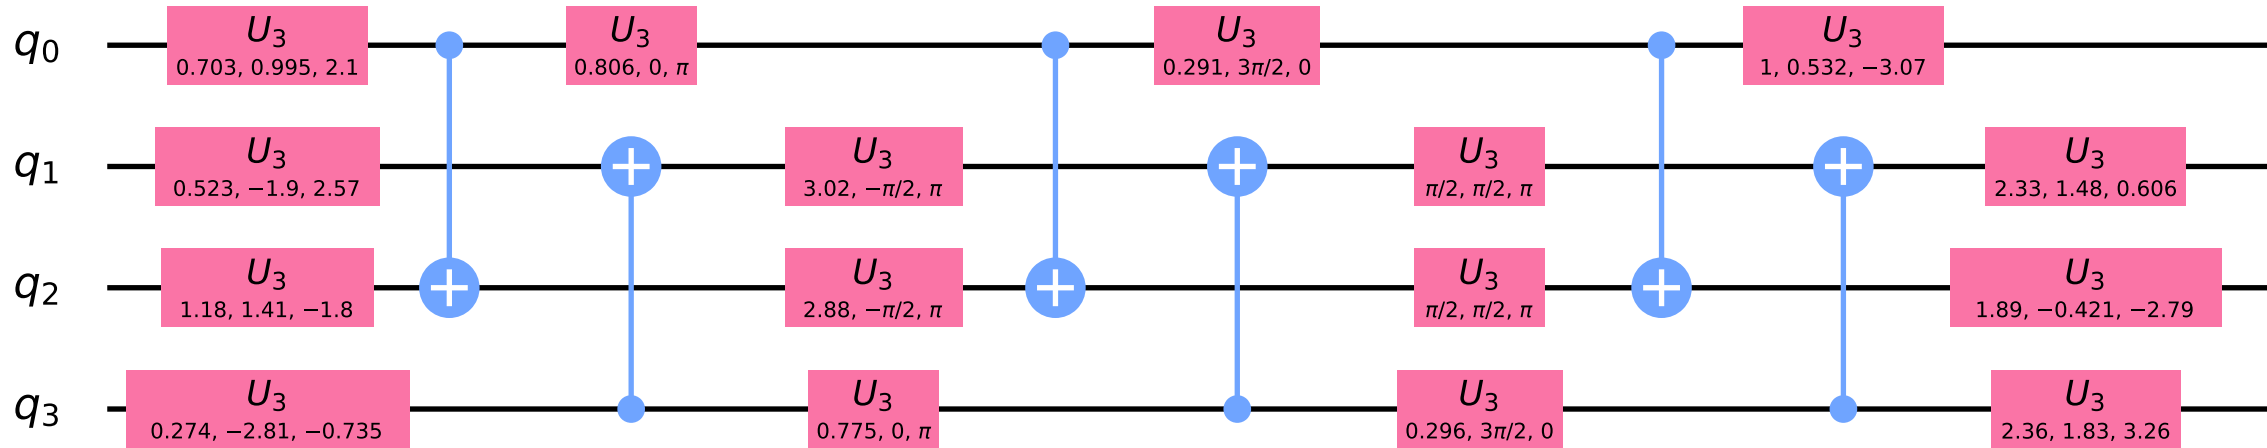 q0
U3
0.703, 0.995, 2.1
U3
0.806, 0, π
U3
0.291, 3π/2, 0
U3
1, 0.532, −3.07
q1
U3
0.523, −1.9, 2.57
U3
3.02, −π/2, π
U3
π/2, π/2, π
U3
2.33, 1.48, 0.606
q2
U3
1.18, 1.41, −1.8
U3
2.88, −π/2, π
U3
π/2, π/2, π
U3
1.89, −0.421, −2.79
q3
U3
0.274, −2.81, −0.735
U3
0.775, 0, π
U3
0.296, 3π/2, 0
U3
2.36, 1.83, 3.26